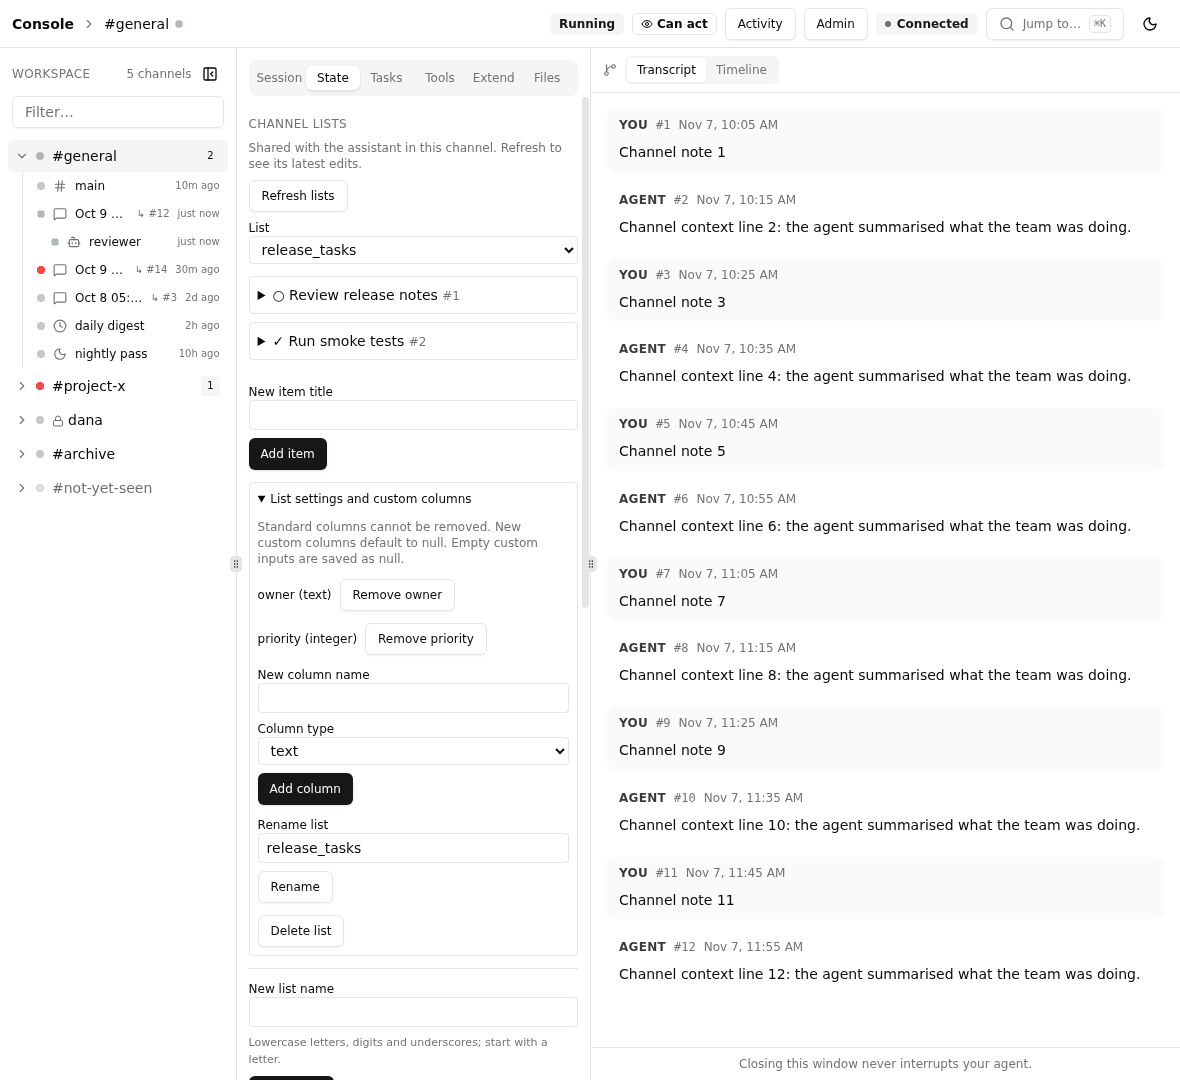 Console > #general
Running
Can act
Activity
Admin
Connected
Jump to… ⌘K
WORKSPACE 5 channels
Filter…
#general 2
main 10m ago
Oct 9 … ↳ #12 just now
reviewer just now
Oct 9 … ↳ #14 30m ago
Oct 8 05:… ↳ #3 2d ago
daily digest 2h ago
nightly pass 10h ago
#project-x 1
dana
#archive
#not-yet-seen
Session State Tasks Tools Extend Files
CHANNEL LISTS
Shared with the assistant in this channel. Refresh to
see its latest edits.
Refresh lists
List
release_tasks
▶ ○ Review release notes #1
▶ ✓ Run smoke tests #2
New item title
Add item
▼ List settings and custom columns
Standard columns cannot be removed. New
custom columns default to null. Empty custom
inputs are saved as null.
owner (text) Remove owner
priority (integer) Remove priority
New column name
Column type
text
Add column
Rename list
release_tasks
Rename
Delete list
New list name
Lowercase letters, digits and underscores; start with a
letter.
Transcript Timeline
YOU #1 Nov 7, 10:05 AM
Channel note 1
AGENT #2 Nov 7, 10:15 AM
Channel context line 2: the agent summarised what the team was doing.
YOU #3 Nov 7, 10:25 AM
Channel note 3
AGENT #4 Nov 7, 10:35 AM
Channel context line 4: the agent summarised what the team was doing.
YOU #5 Nov 7, 10:45 AM
Channel note 5
AGENT #6 Nov 7, 10:55 AM
Channel context line 6: the agent summarised what the team was doing.
YOU #7 Nov 7, 11:05 AM
Channel note 7
AGENT #8 Nov 7, 11:15 AM
Channel context line 8: the agent summarised what the team was doing.
YOU #9 Nov 7, 11:25 AM
Channel note 9
AGENT #10 Nov 7, 11:35 AM
Channel context line 10: the agent summarised what the team was doing.
YOU #11 Nov 7, 11:45 AM
Channel note 11
AGENT #12 Nov 7, 11:55 AM
Channel context line 12: the agent summarised what the team was doing.
Closing this window never interrupts your agent.